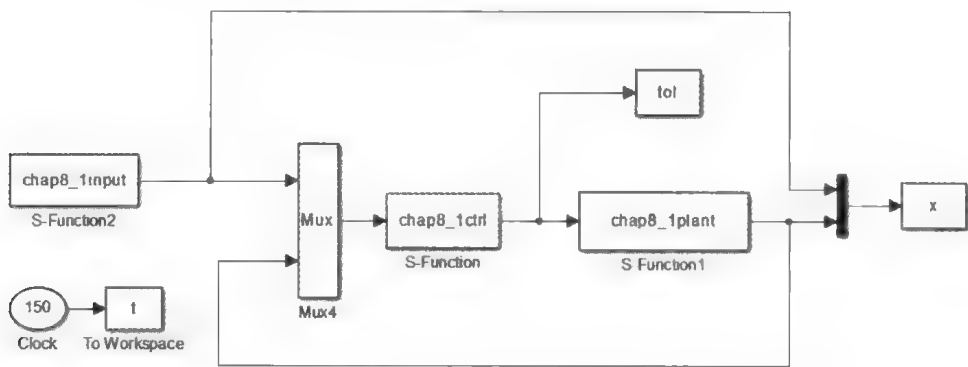 tol
chap8_1input
S-Function2
Mux
Mux4
chap8_1ctrl
S-Function
chap8_1plant
S Function1
x
150
Clock
t
To Workspace